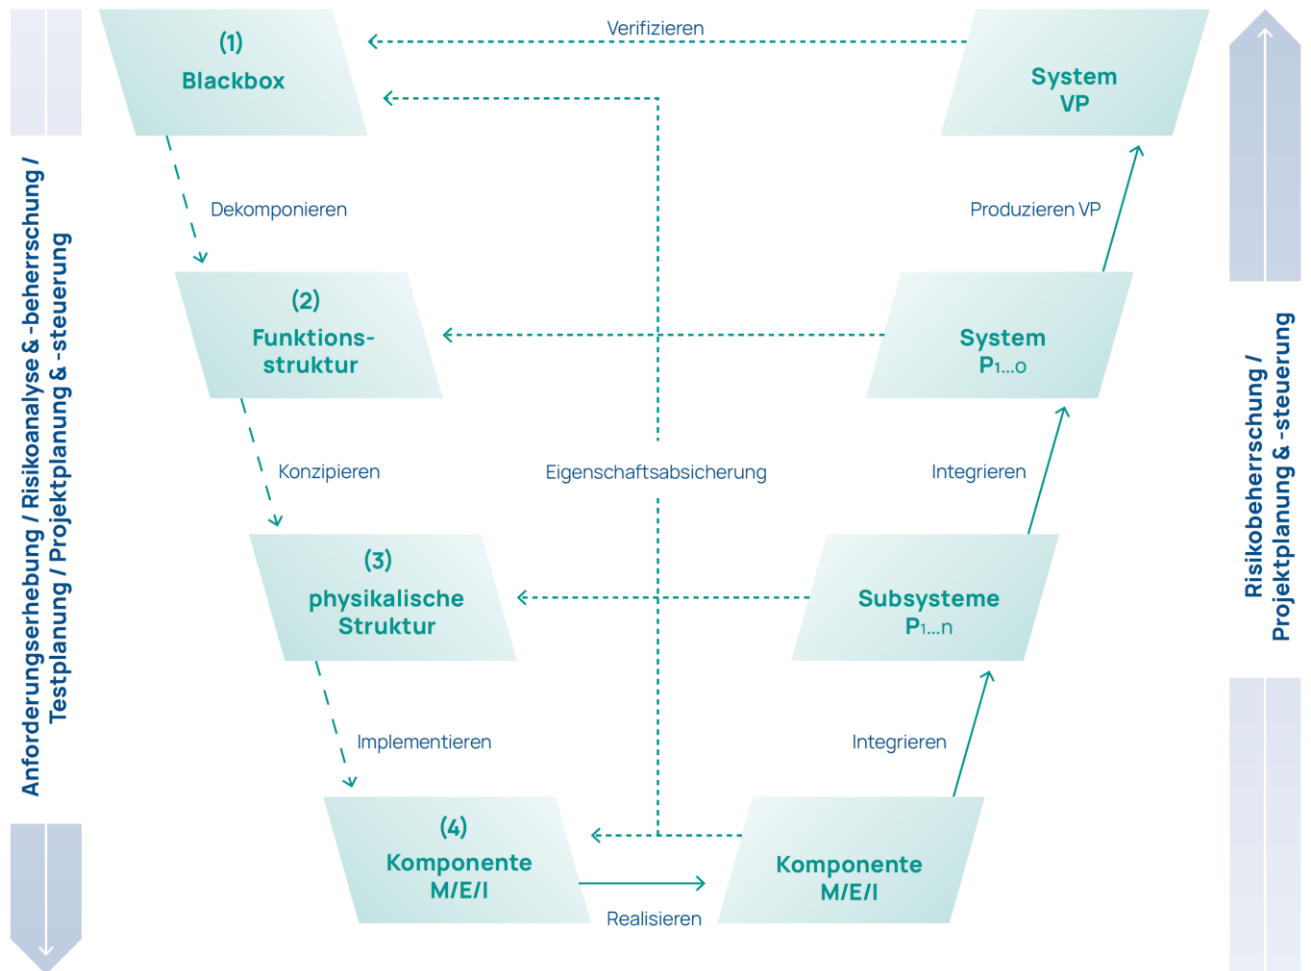 Anforderungserhebung / Risikoanalyse & -beherrschung /
Testplanung / Projektplanung & -steuerung
(1)
Blackbox
Verifizieren
System
VP
Dekomponieren
Produzieren VP
(2)
Funktions-
struktur
System
P1...o
Konzipieren
Eigenschaftsabsicherung
Integrieren
(3)
physikalische
Struktur
Subsysteme
P1...n
Implementieren
Integrieren
(4)
Komponente
M/E/I
Komponente
M/E/I
Realisieren
Risikobeherrschung /
Projektplanung & -steuerung